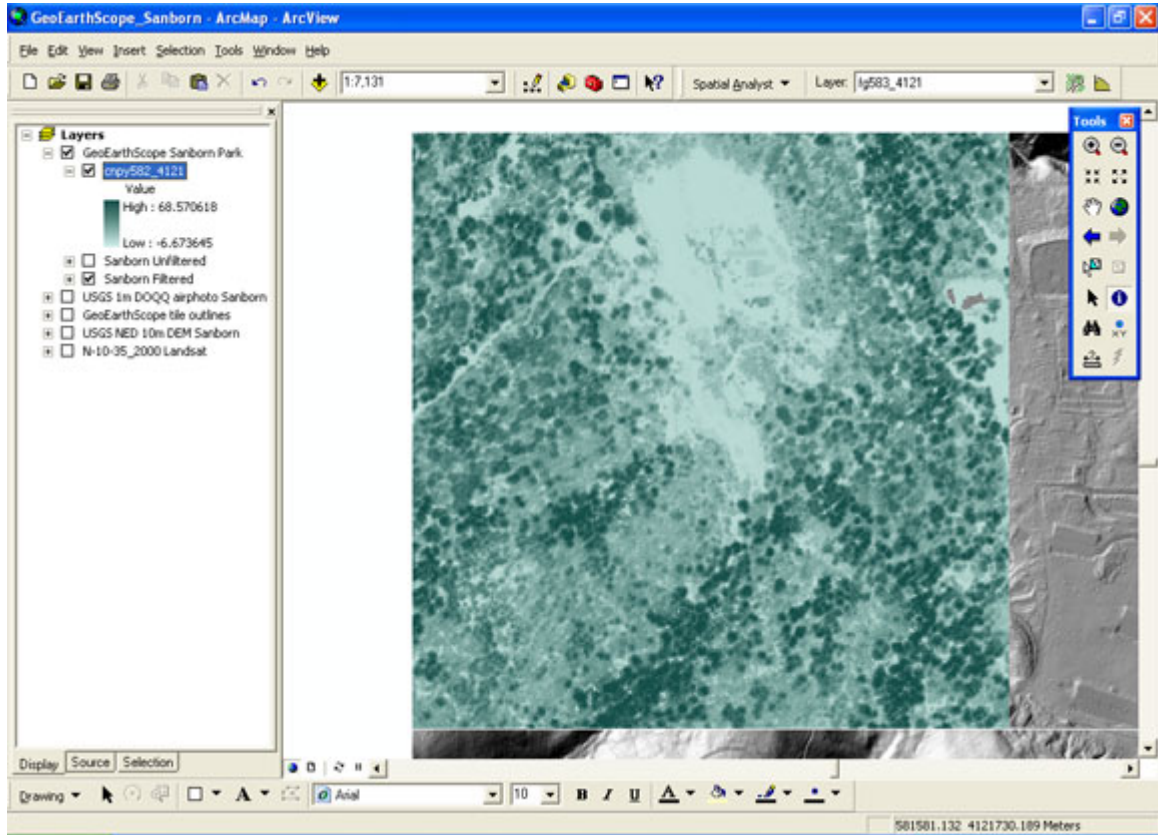 GeoEarthScope_Sanborn - ArcMap - ArcView
File Edit View Insert Selection Tools Window Help
1:7,131 Spatial Analyst Layer: fg583_4121
Tools
Layers
GeoEarthScope Sanborn Park
cnpy582_4121
Value
High : 68.570618
Low : -6.673645
Sanborn Unfiltered
Sanborn Filtered
USGS 1m DOQQ airphoto Sanborn
GeoEarthScope tile outlines
USGS NED 10m DEM Sanborn
N-10-35_2000 Landsat
XY
Display Source Selection
Drawing A Arial 10 B I U A
581581.132 4121730.189 Meters